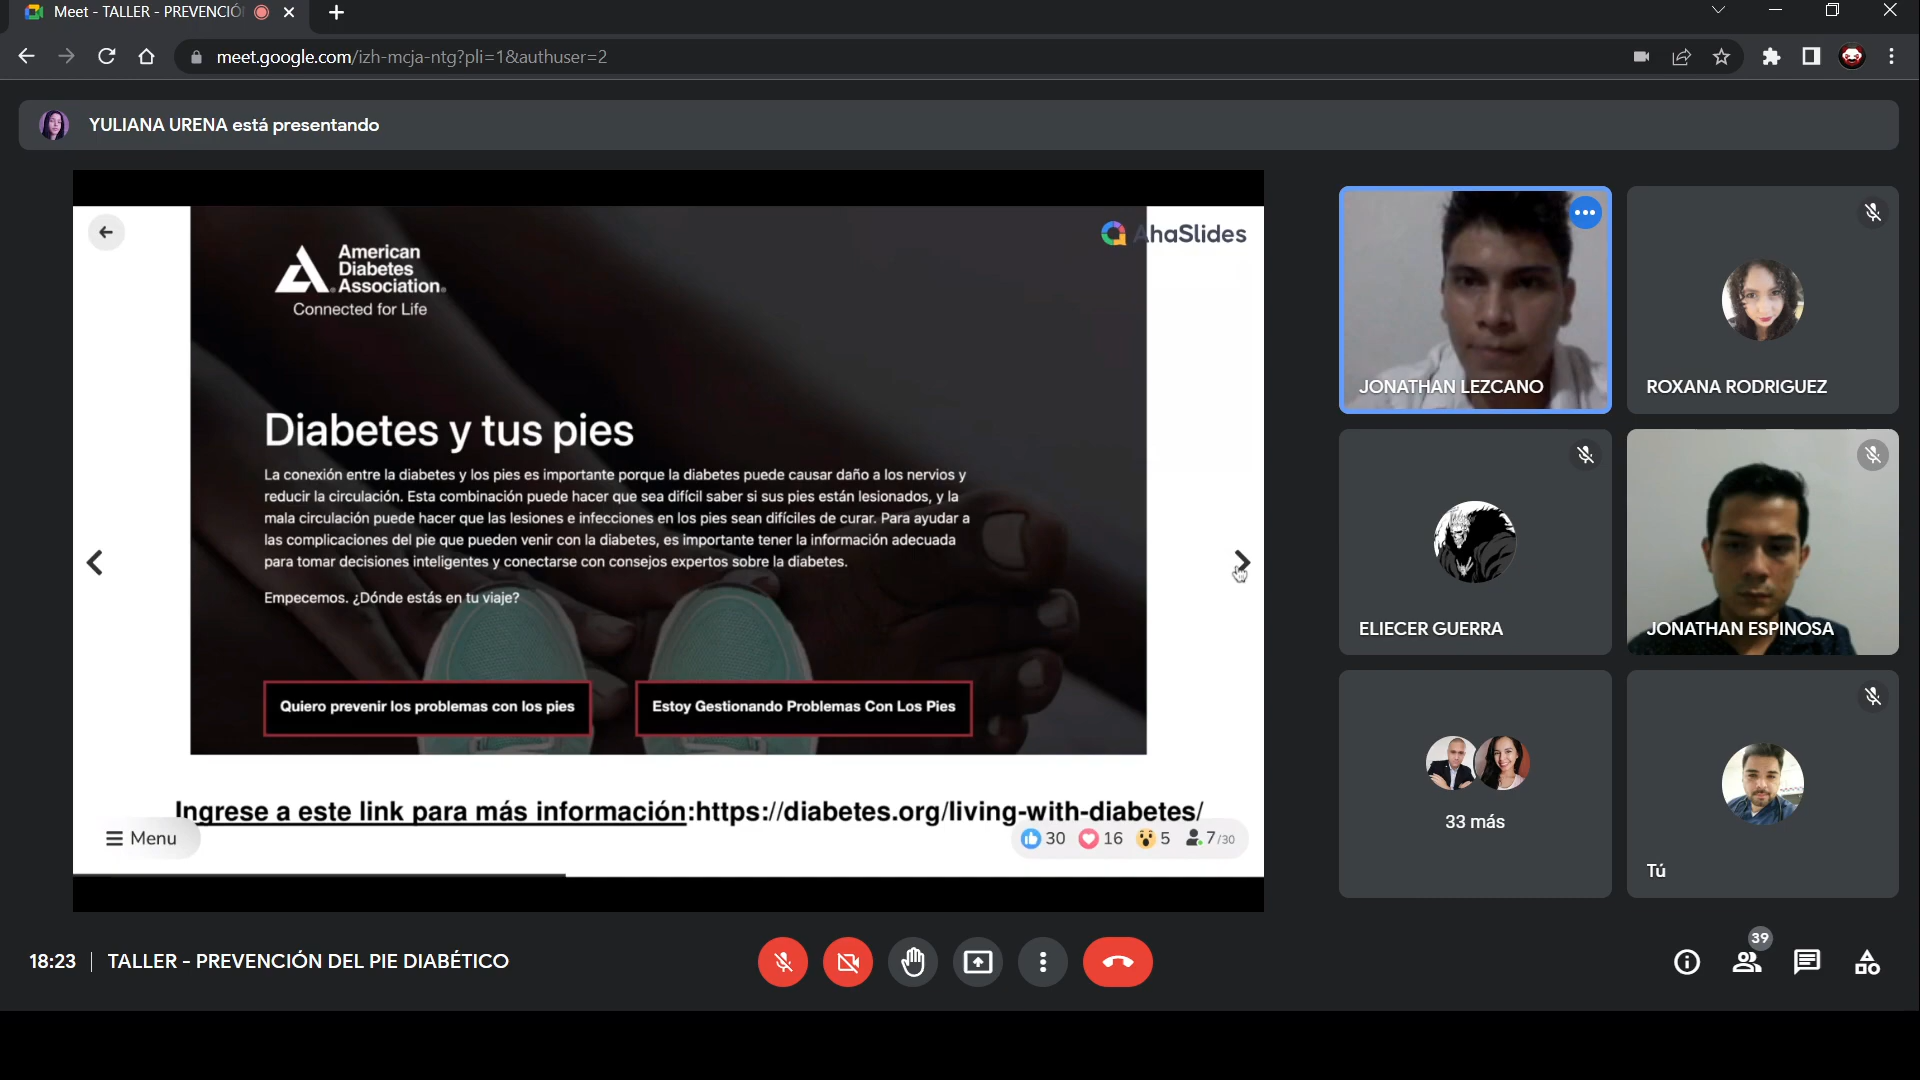 Meet - TALLER - PREVENCIÓ
meet.google.com/izh-mcja-ntg?pli=1&authuser=2
YULIANA URENA está presentando
AhaSlides
American
Diabetes
Association.
Connected for Life
Diabetes y tus pies
La conexión entre la diabetes y los pies es importante porque la diabetes puede causar daño a los nervios y
reducir la circulación. Esta combinación puede hacer que sea difícil saber si sus pies están lesionados, y la
mala circulación puede hacer que las lesiones e infecciones en los pies sean difíciles de curar. Para ayudar a
las complicaciones del pie que pueden venir con la diabetes, es importante tener la información adecuada
para tomar decisiones inteligentes y conectarse con consejos expertos sobre la diabetes.
Empecemos. ¿Dónde estás en tu viaje?
Quiero prevenir los problemas con los pies
Estoy Gestionando Problemas Con Los Pies
Ingrese a este link para más información:https://diabetes.org/living-with-diabetes/
Menu
30 16 5 7/30
JONATHAN LEZCANO
ROXANA RODRIGUEZ
ELIECER GUERRA
JONATHAN ESPINOSA
33 más
Tú
18:23 | TALLER - PREVENCIÓN DEL PIE DIABÉTICO
39